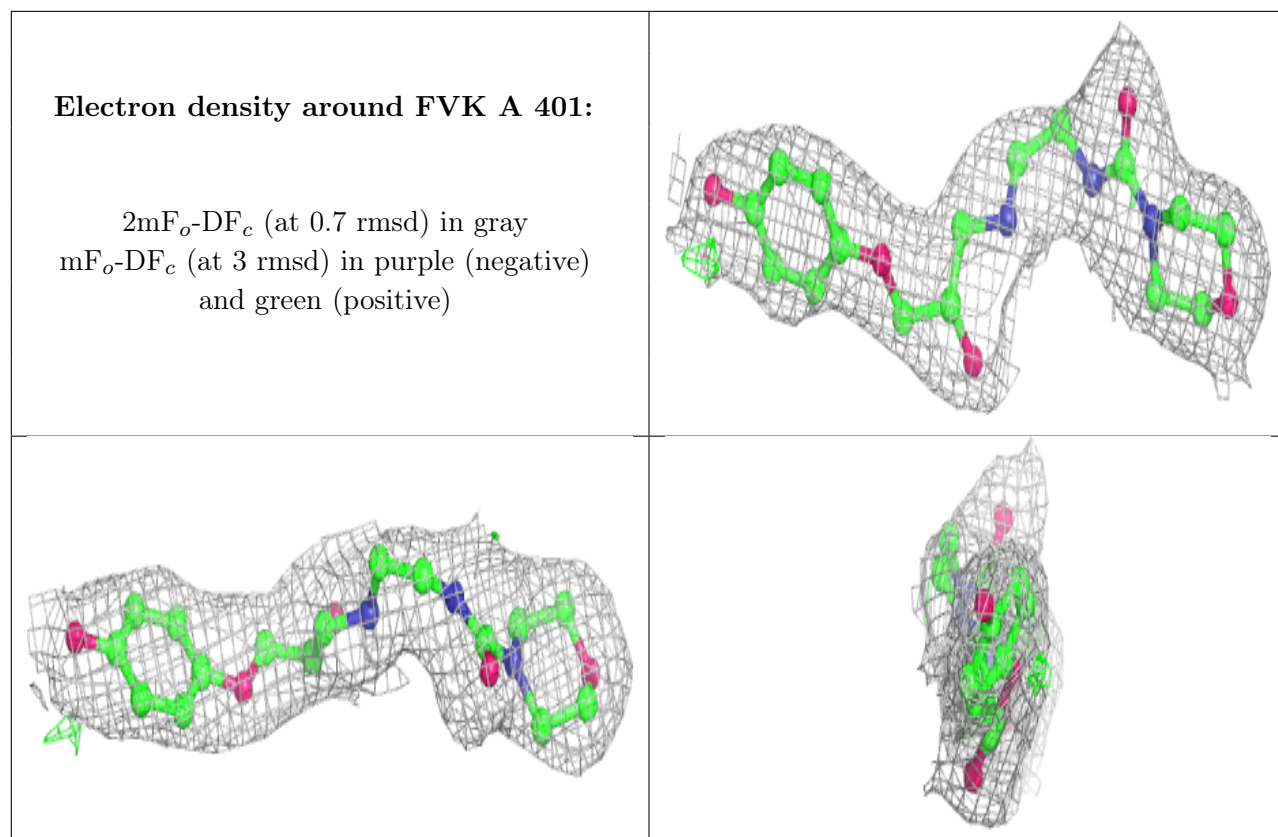 Electron density around FVK A 401:
2mFₒ-DF𝒸 (at 0.7 rmsd) in gray
mFₒ-DF𝒸 (at 3 rmsd) in purple (negative)
and green (positive)